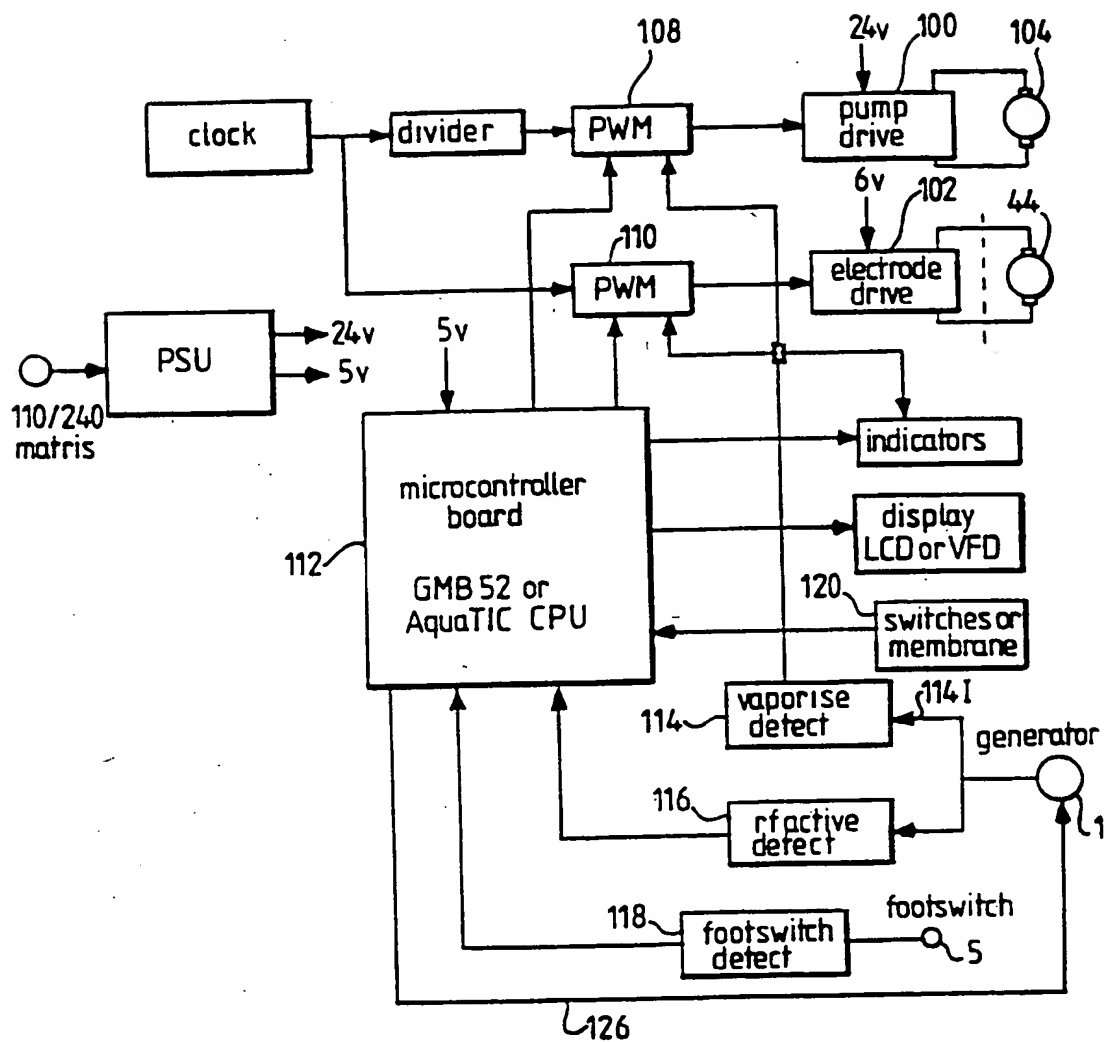 108
24v
100
104
clock
divider
PWM
pump
drive
6v
102
44
110
PWM
electrode
drive
PSU
24v
5v
5v
110/240
matris
indicators
microcontroller
board
112
GMB 52 or
AquaTIC CPU
display
LCD or VFD
120
switches or
membrane
114
vaporise
detect
114 I
generator
1
116
rf active
detect
118
footswitch
detect
footswitch
5
126